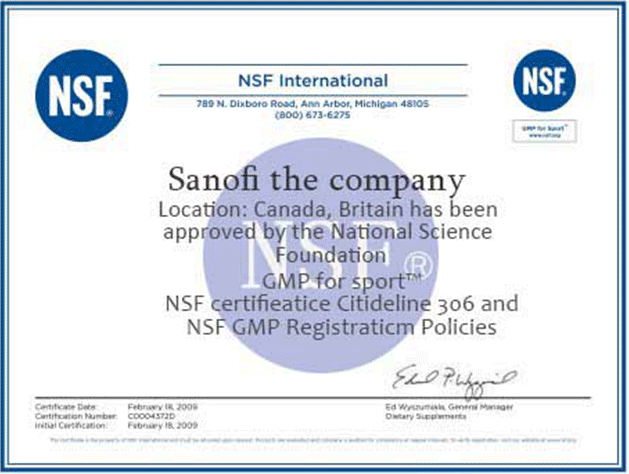 NSF®
NSF International
789 N. Dixboro Road, Ann Arbor, Michigan 48105
(800) 673-6275
NSF
GMP for Sport™
www.nsf.org
Sanofi the company
Location: Canada, Britain has been
approved by the National Science
Foundation
NSF®
GMP for sport™
NSF certifieatice Citideline 306 and
NSF GMP Registraticm Policies
Certificate Date: February 18, 2009
Certification Number: C0004372D
Initial Certification: February 18, 2009
Ed Wyszumiala, General Manager
Dietary Supplements